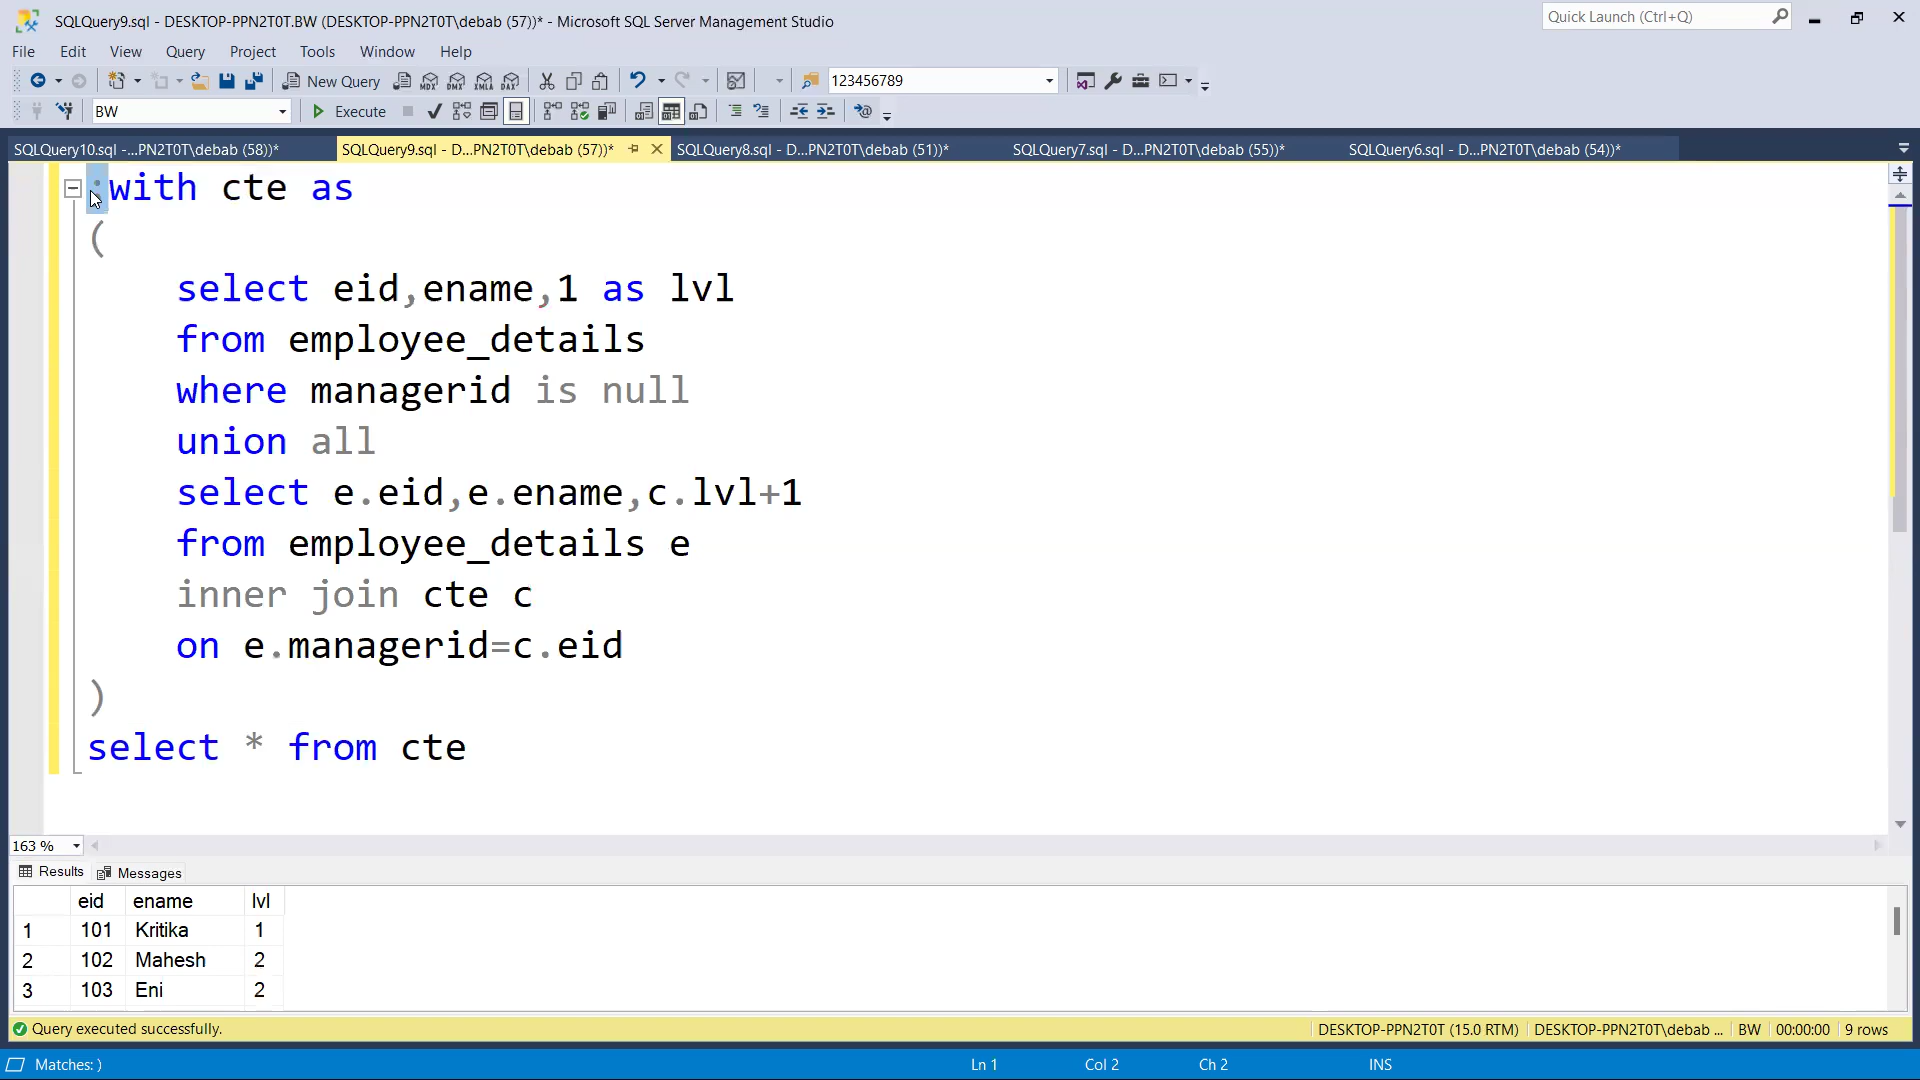 SQLQuery9.sql - DESKTOP-PPN2T0T.BW (DESKTOP-PPN2T0T\debab (57))* - Microsoft SQL Server Management Studio
Quick Launch (Ctrl+Q)
File Edit View Query Project Tools Window Help
New Query MDX DMX XMLA DAX 123456789
BW Execute
SQLQuery10.sql -...PN2T0T\debab (58))* SQLQuery9.sql - D...PN2T0T\debab (57))* SQLQuery8.sql - D...PN2T0T\debab (51))* SQLQuery7.sql - D...PN2T0T\debab (55))* SQLQuery6.sql - D...PN2T0T\debab (54))*
;with cte as
(
select eid,ename,1 as lvl
from employee_details
where managerid is null
union all
select e.eid,e.ename,c.lvl+1
from employee_details e
inner join cte c
on e.managerid=c.eid
)
select * from cte
163 %
Results Messages
eid ename lvl
1 101 Kritika 1
2 102 Mahesh 2
3 103 Eni 2
Query executed successfully. DESKTOP-PPN2T0T (15.0 RTM) DESKTOP-PPN2T0T\debab ... BW 00:00:00 9 rows
Matches: ) Ln 1 Col 2 Ch 2 INS